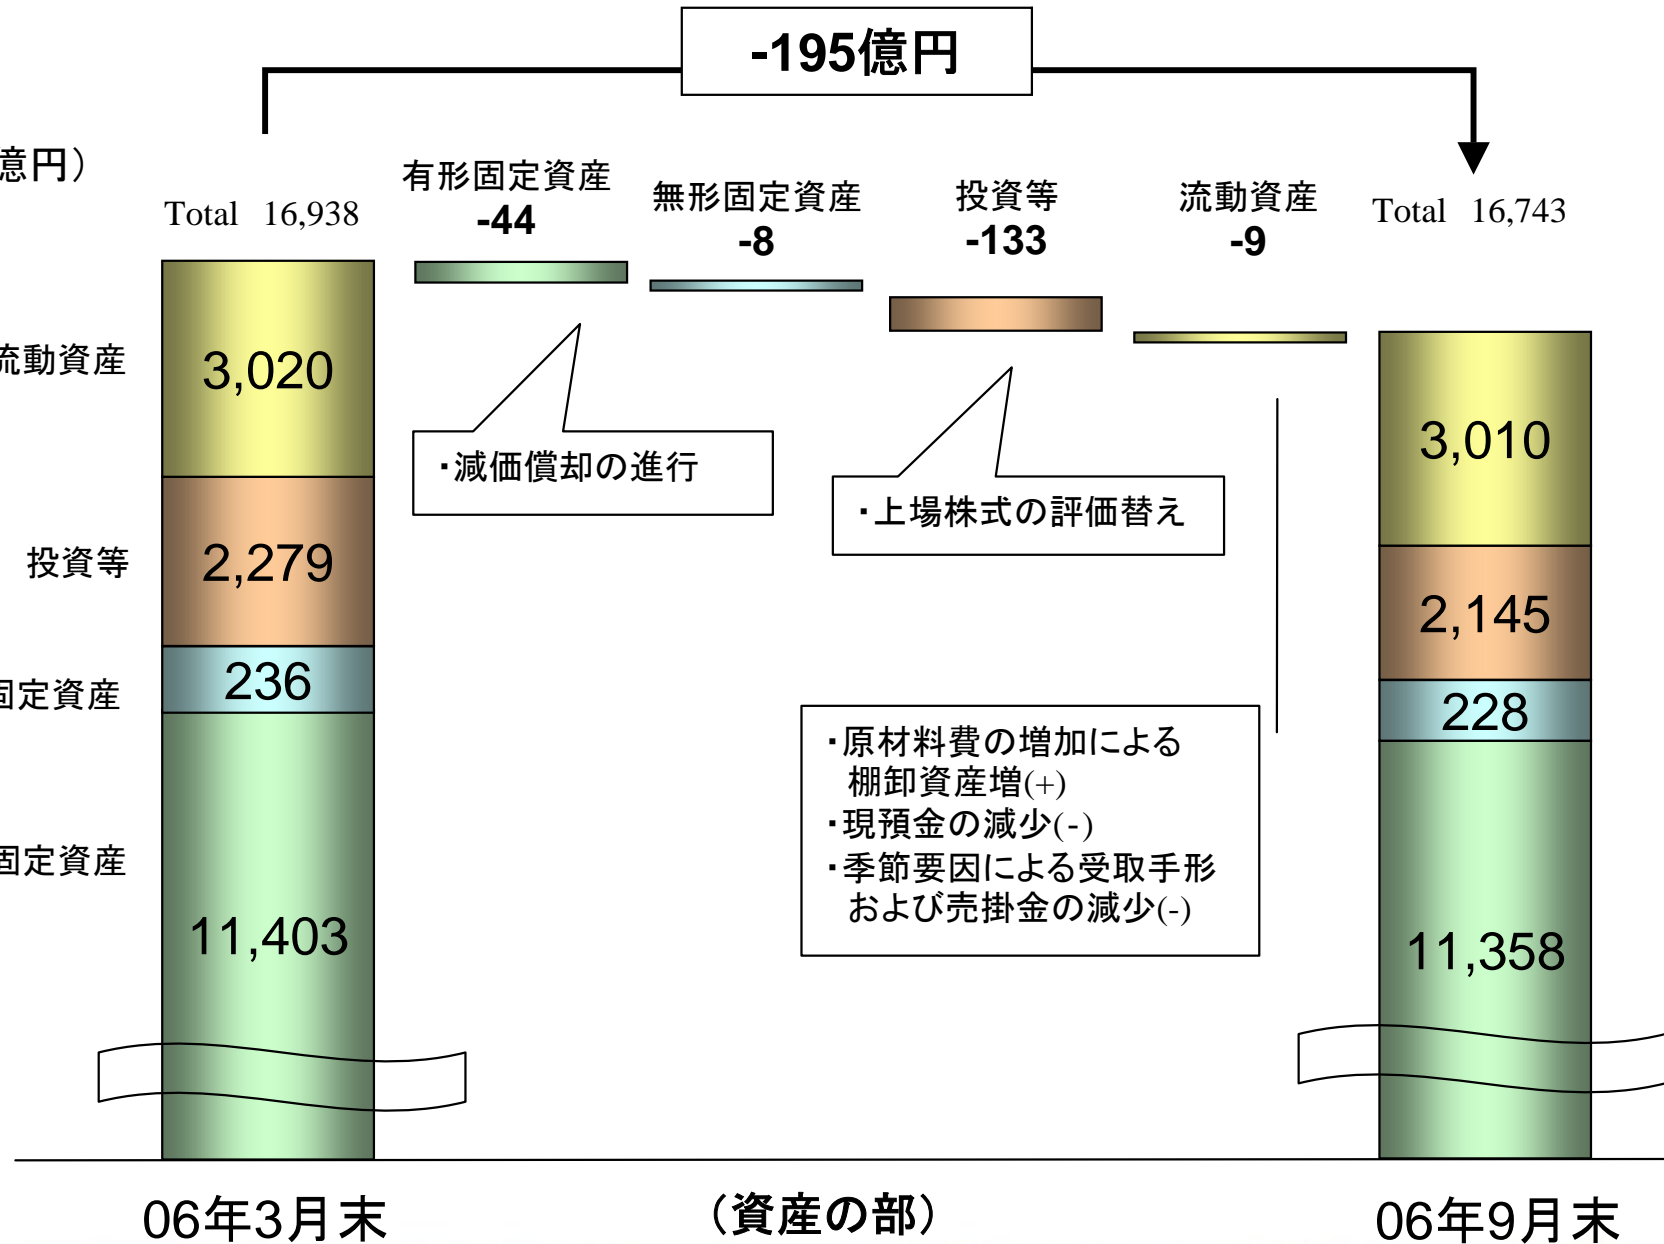 -195億円
億円）
Total 16,938
有形固定資産
-44
無形固定資産
-8
投資等
-133
流動資産
-9
Total 16,743
流動資産
3,020
3,010
・減価償却の進行
・上場株式の評価替え
投資等
2,279
2,145
固定資産
236
228
・原材料費の増加による
棚卸資産増(+)
・現預金の減少(-)
・季節要因による受取手形
および売掛金の減少(-)
固定資産
11,403
11,358
06年3月末
（資産の部）
06年9月末